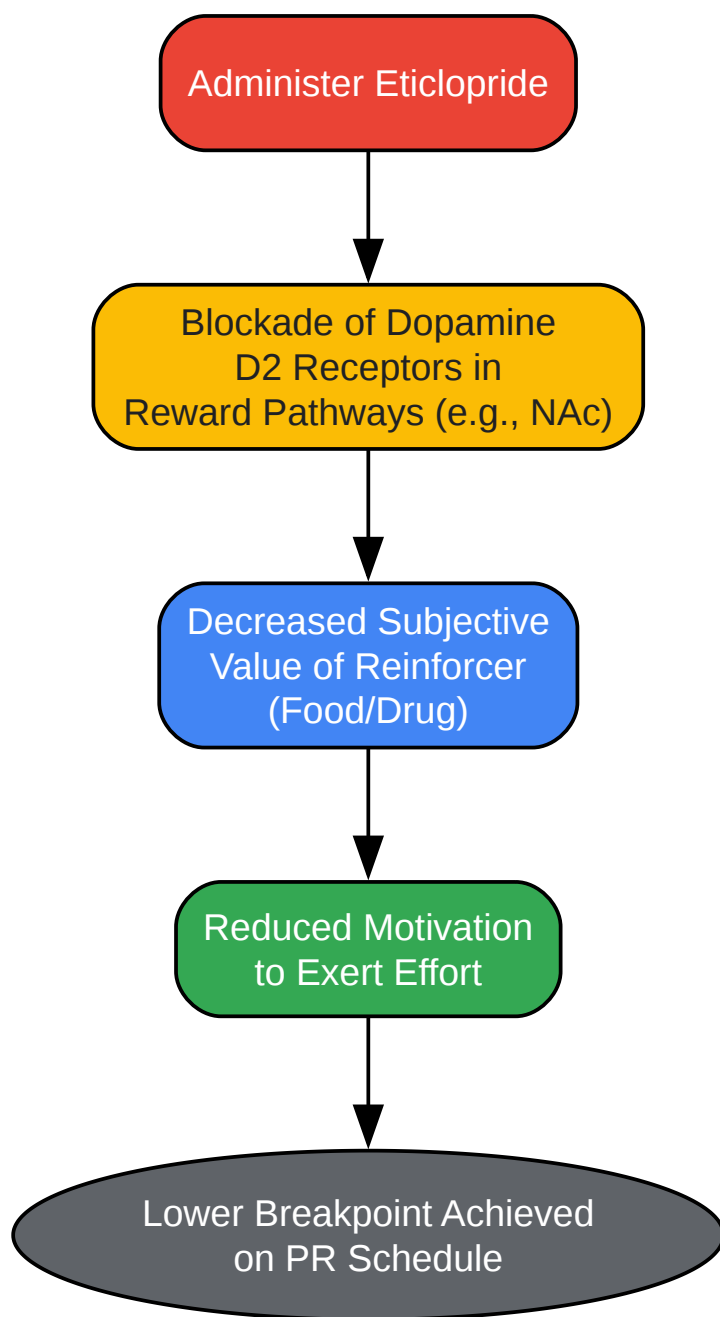 Administer Eticlopride
Blockade of Dopamine
D2 Receptors in
Reward Pathways (e.g., NAc)
Decreased Subjective
Value of Reinforcer
(Food/Drug)
Reduced Motivation
to Exert Effort
Lower Breakpoint Achieved
on PR Schedule